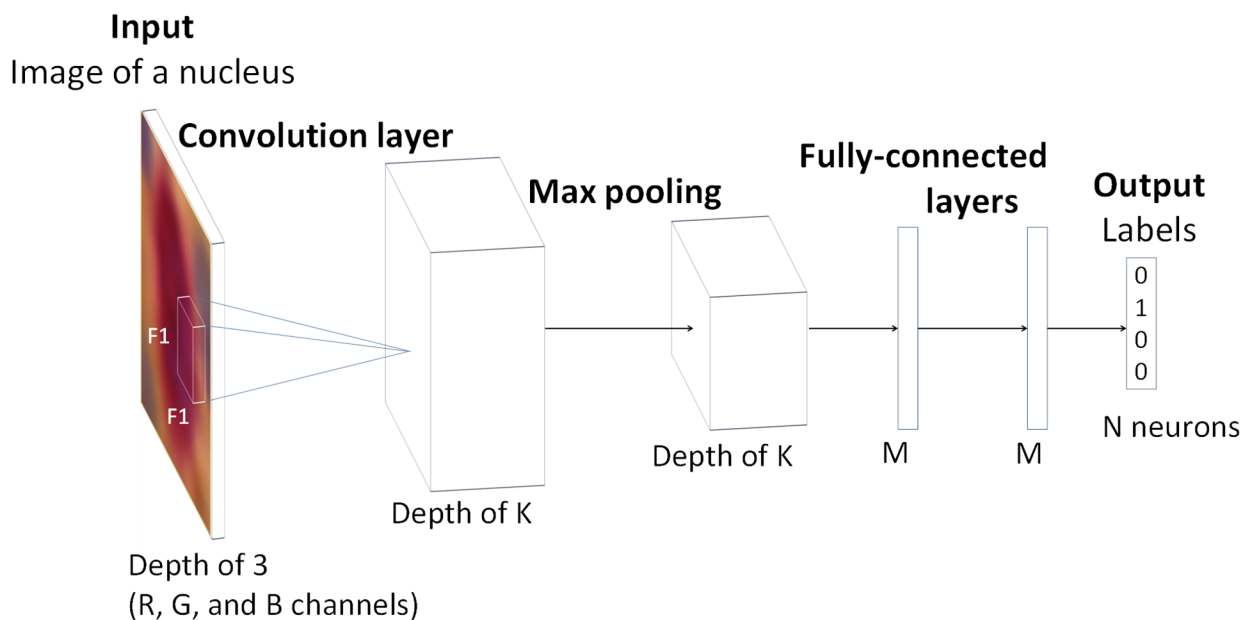 Input
Image of a nucleus
Convolution layer
Max pooling
Fully-connected
layers
Output
Labels
0
1
0
0
N neurons
F1
F1
Depth of K
Depth of K
M
M
Depth of 3
(R, G, and B channels)